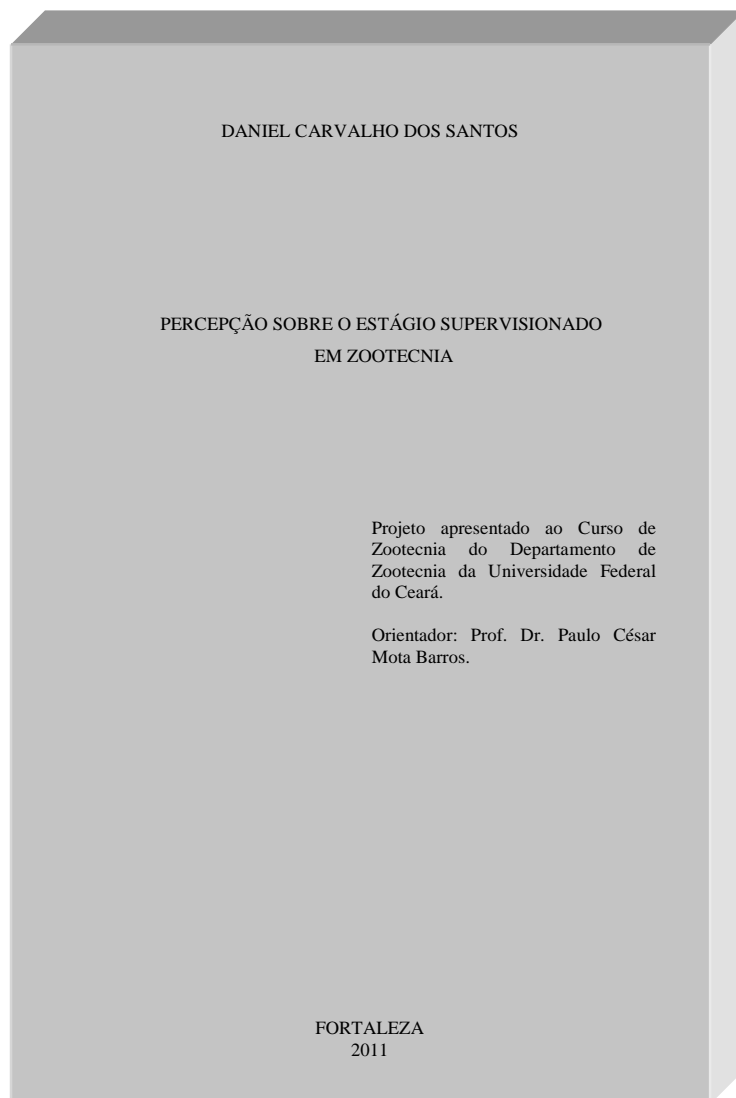 DANIEL CARVALHO DOS SANTOS
PERCEPÇÃO SOBRE O ESTÁGIO SUPERVISIONADO
EM ZOOTECNIA
Projeto apresentado ao Curso de
Zootecnia do Departamento de
Zootecnia da Universidade Federal
do Ceará.
Orientador: Prof. Dr. Paulo César
Mota Barros.
FORTALEZA
2011